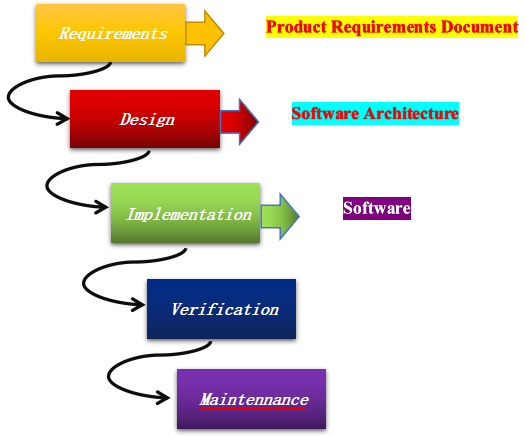 Requirements
Product Requirements Document
Design
Software Architecture
Implementation
Software
Verification
Maintennance